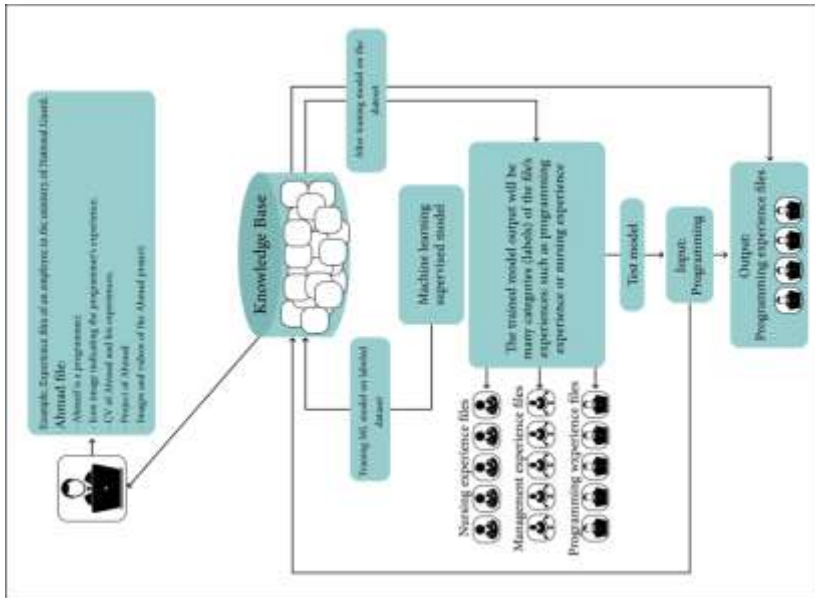 Example: Experience files of an employee in the ministry of National Guard.
Ahmad file:
Ahmad is a programmer.
Icon image indicating the programmer's experience.
CV of Ahmad and his experiences.
Project of Ahmad
Images and videos of the Ahmad project
Knowledge Base
Training ML model on labeled
dataset
After training model on the
dataset
Machine learning
supervised model
The trained model output will be
many categories (labels) of the file's
experiences: such as programming
experience or nursing experience
Nursing experience files
Management experience files
Programming wxperience files
Test model
Input:
Programming
Output:
Programming experience files